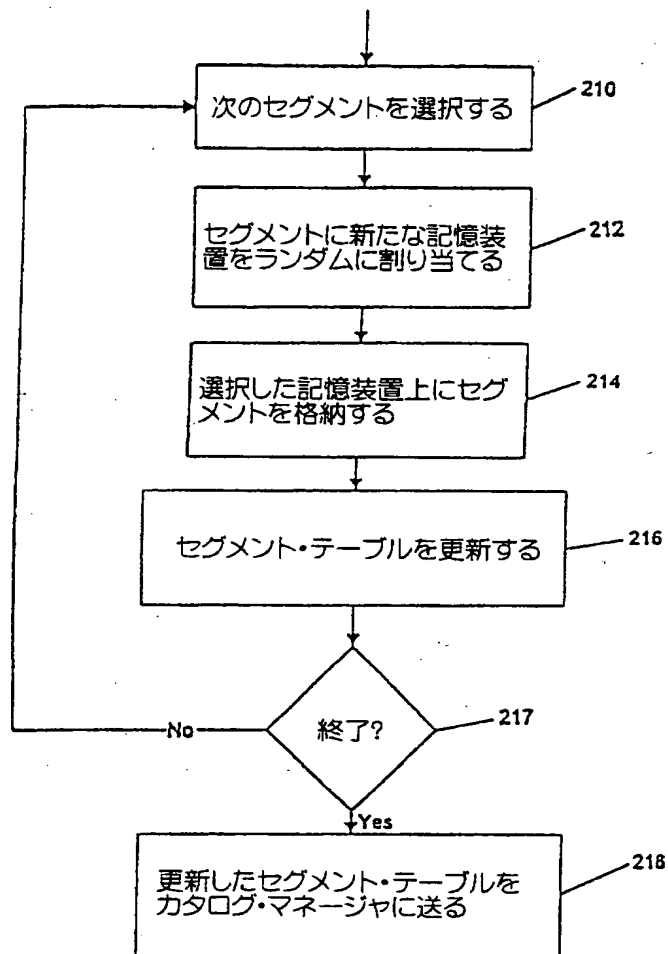 次のセグメントを選択する
210
セグメントに新たな記憶装
置をランダムに割り当てる
212
選択した記憶装置上にセグ
メントを格納する
214
セグメント・テーブルを更新する
216
終了?
217
No
Yes
更新したセグメント・テーブルを
カタログ・マネージャに送る
218